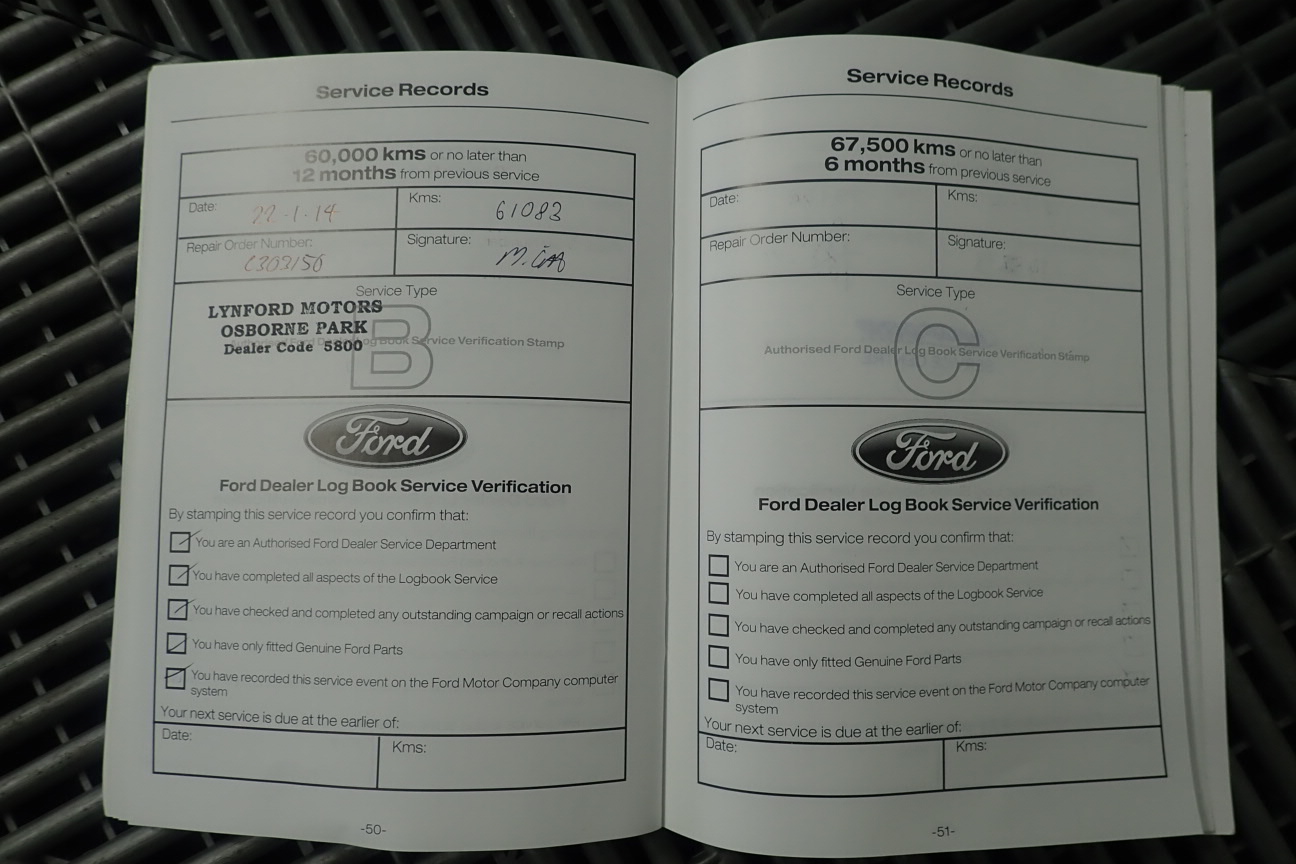 Service Records
60,000 kms or no later than
12 months from previous service
Date: 22-1-14
Kms: 61083
Repair Order Number: C303156
Signature:
Service Type
B
LYNFORD MOTORS
OSBORNE PARK
Dealer Code 5800
Log Book Service Verification Stamp
Ford
Ford Dealer Log Book Service Verification
By stamping this service record you confirm that:
You are an Authorised Ford Dealer Service Department
You have completed all aspects of the Logbook Service
You have checked and completed any outstanding campaign or recall actions
You have only fitted Genuine Ford Parts
You have recorded this service event on the Ford Motor Company computer
system
Your next service is due at the earlier of:
Date:
Kms:
-50-
Service Records
67,500 kms or no later than
6 months from previous service
Date:
Kms:
Repair Order Number:
Signature:
Service Type
C
Authorised Ford Dealer Log Book Service Verification Stamp
Ford
Ford Dealer Log Book Service Verification
By stamping this service record you confirm that:
You are an Authorised Ford Dealer Service Department
You have completed all aspects of the Logbook Service
You have checked and completed any outstanding campaign or recall actions
You have only fitted Genuine Ford Parts
You have recorded this service event on the Ford Motor Company computer
system
Your next service is due at the earlier of:
Date:
Kms:
-51-